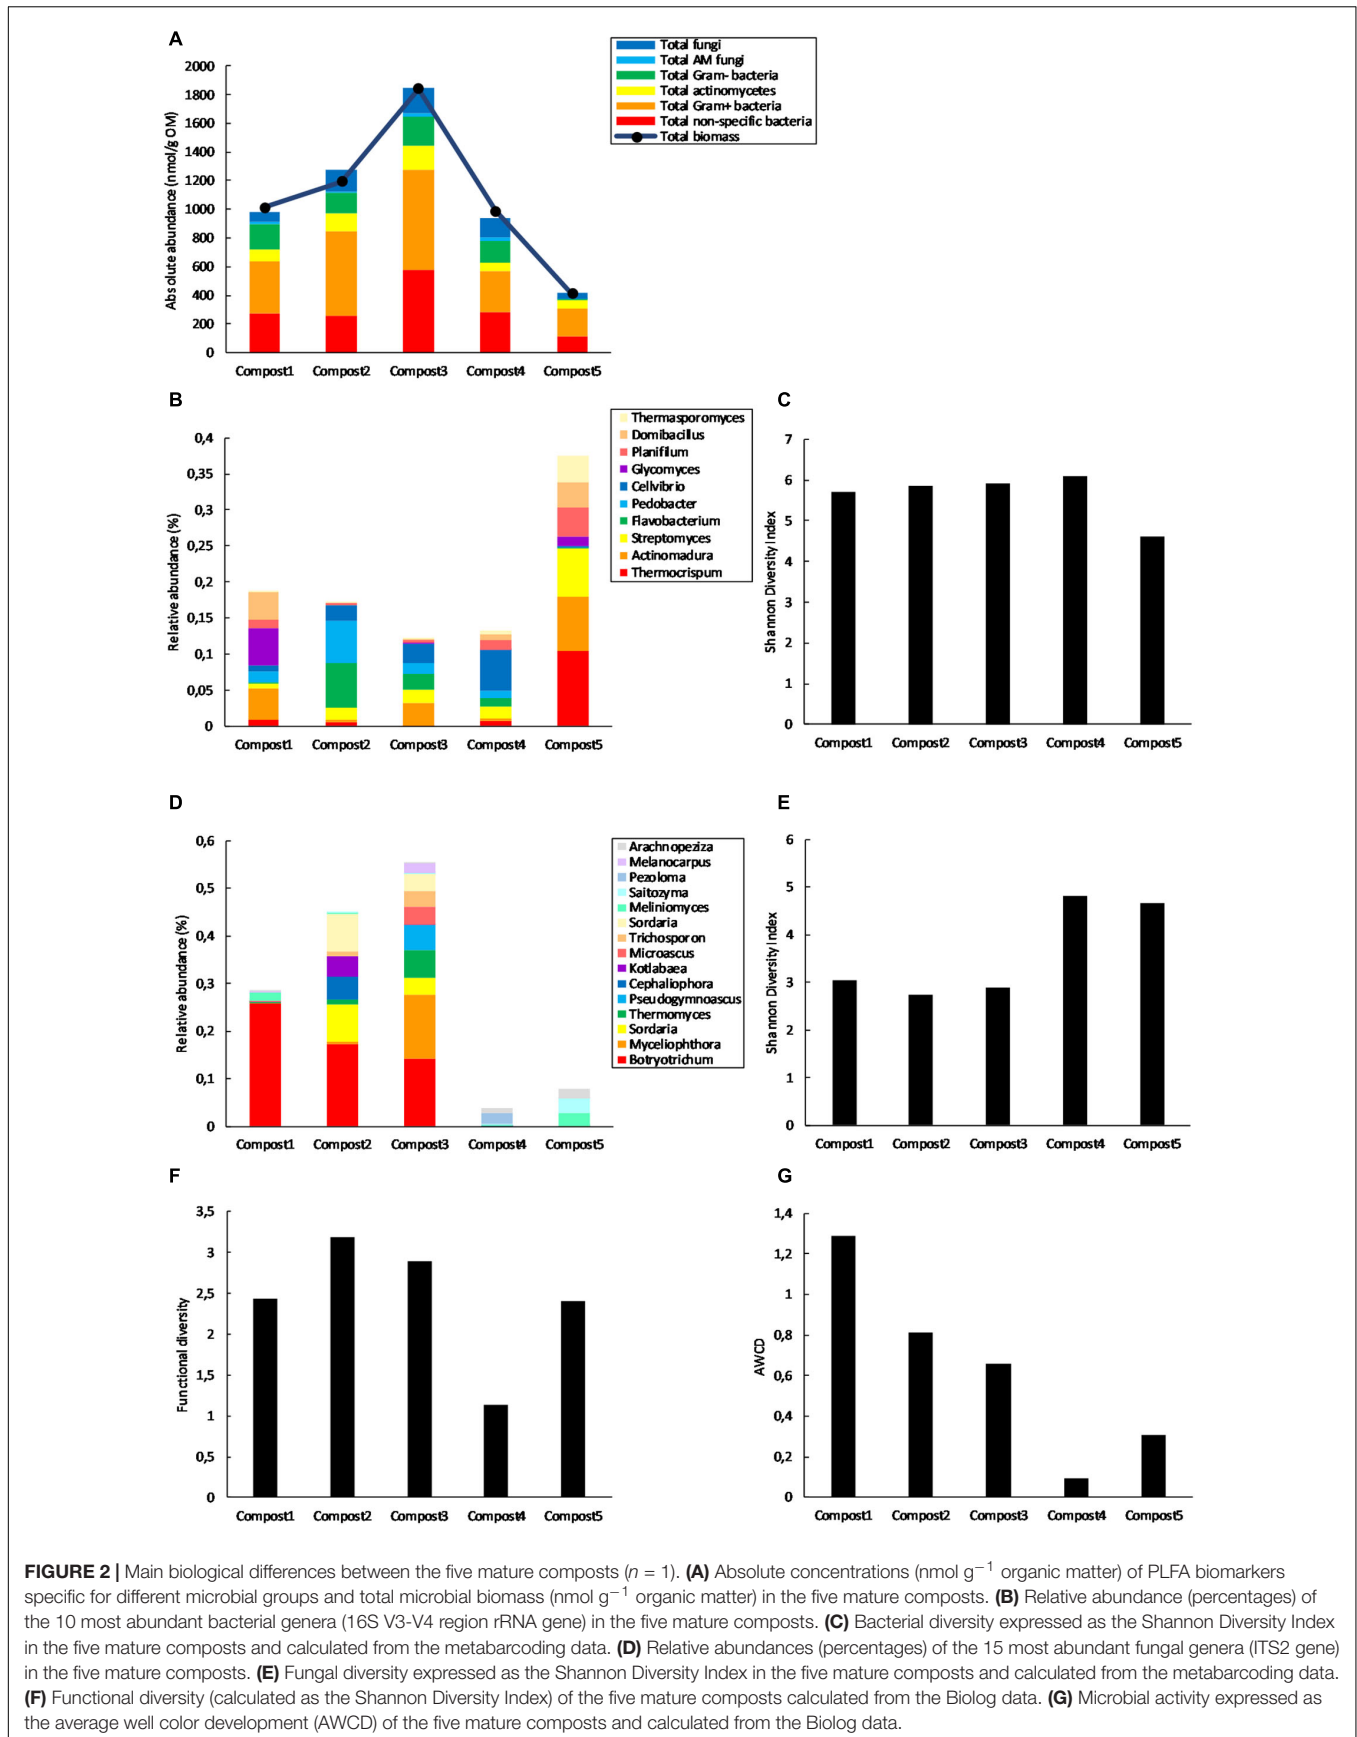 A
Total fungi
Total AM fungi
Total Gram- bacteria
Total actinomycetes
Total Gram+ bacteria
Total non-specific bacteria
Total biomass
Absolute abundance (nmol/g OM)
2000
1800
1600
1400
1200
1000
800
600
400
200
0
Compost1 Compost2 Compost3 Compost4 Compost5
B
Thermasporomyces
Domibacillus
Planifilum
Glycomyces
Cellvibrio
Pedobacter
Flavobacterium
Streptomyces
Actinomadura
Thermocrispum
Relative abundance (%)
0,4
0,35
0,3
0,25
0,2
0,15
0,1
0,05
0
Compost1 Compost2 Compost3 Compost4 Compost5
C
Shannon Diversity Index
7
6
5
4
3
2
1
0
Compost1 Compost2 Compost3 Compost4 Compost5
D
Arachnopeziza
Melanocarpus
Pezoloma
Saitozyma
Meliniomyces
Sordaria
Trichosporon
Microascus
Kotlabaea
Cephaliophora
Pseudogymnoascus
Thermomyces
Sordaria
Myceliophthora
Botryotrichum
Relative abundance (%)
0,6
0,5
0,4
0,3
0,2
0,1
0
Compost1 Compost2 Compost3 Compost4 Compost5
E
Shannon Diversity Index
6
5
4
3
2
1
0
Compost1 Compost2 Compost3 Compost4 Compost5
F
Functional diversity
3,5
3
2,5
2
1,5
1
0,5
0
Compost1 Compost2 Compost3 Compost4 Compost5
G
AWCD
1,4
1,2
1
0,8
0,6
0,4
0,2
0
Compost1 Compost2 Compost3 Compost4 Compost5
FIGURE 2 | Main biological differences between the five mature composts (n = 1). (A) Absolute concentrations (nmol g−1 organic matter) of PLFA biomarkers
specific for different microbial groups and total microbial biomass (nmol g−1 organic matter) in the five mature composts. (B) Relative abundance (percentages) of
the 10 most abundant bacterial genera (16S V3-V4 region rRNA gene) in the five mature composts. (C) Bacterial diversity expressed as the Shannon Diversity Index
in the five mature composts and calculated from the metabarcoding data. (D) Relative abundances (percentages) of the 15 most abundant fungal genera (ITS2 gene)
in the five mature composts. (E) Fungal diversity expressed as the Shannon Diversity Index in the five mature composts and calculated from the metabarcoding data.
(F) Functional diversity (calculated as the Shannon Diversity Index) of the five mature composts calculated from the Biolog data. (G) Microbial activity expressed as
the average well color development (AWCD) of the five mature composts and calculated from the Biolog data.